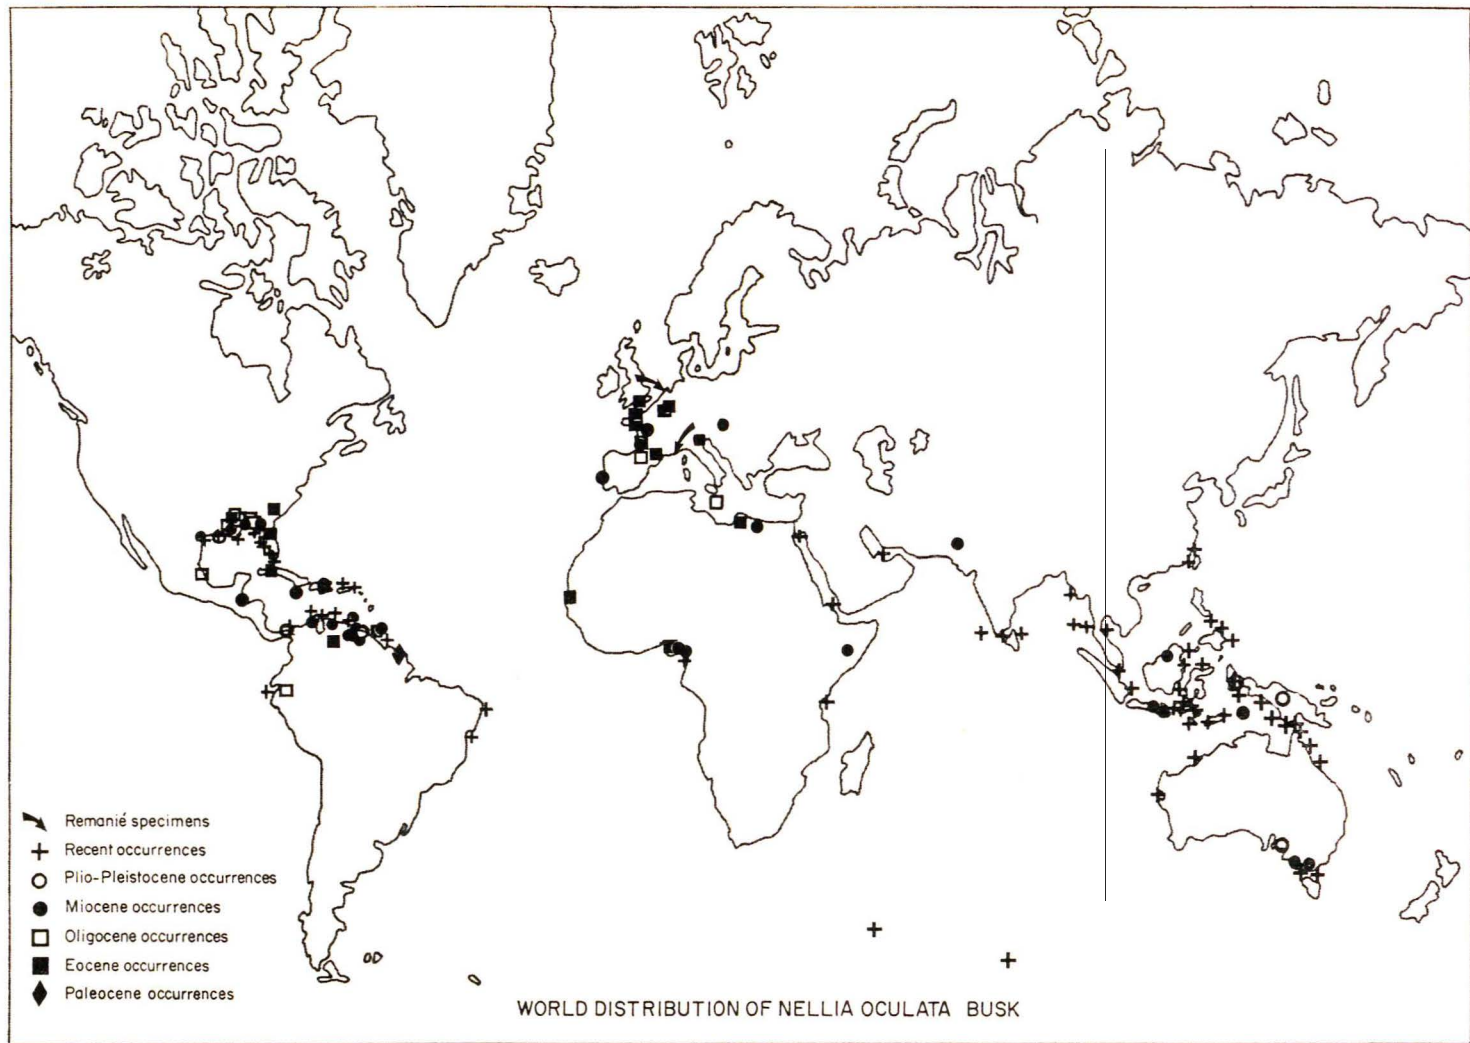 Remanié specimens
Recent occurrences
Plio-Pleistocene occurrences
Miocene occurrences
Oligocene occurrences
Eocene occurrences
Paleocene occurrences
WORLD DISTRIBUTION OF NELLIA OCULATA BUSK